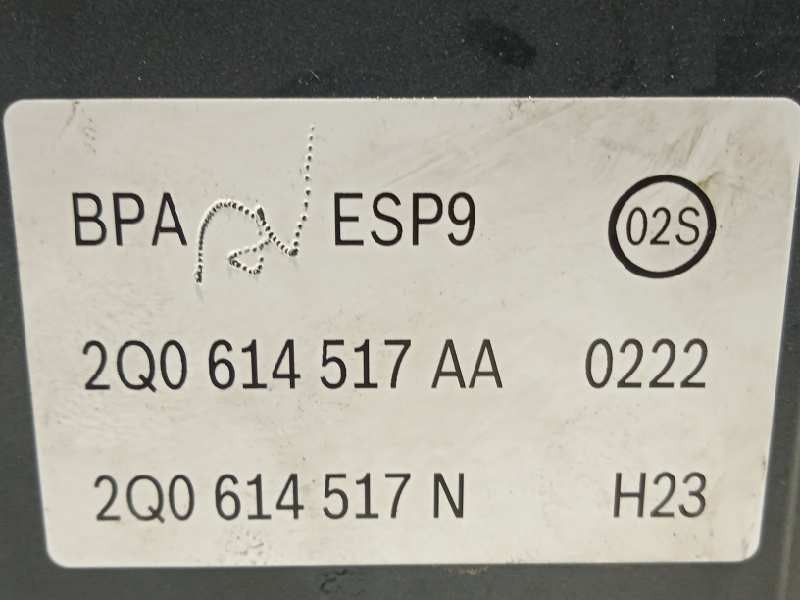 BPA ESP9 02S
2Q0 614 517 AA 0222
2Q0 614 517 N H23